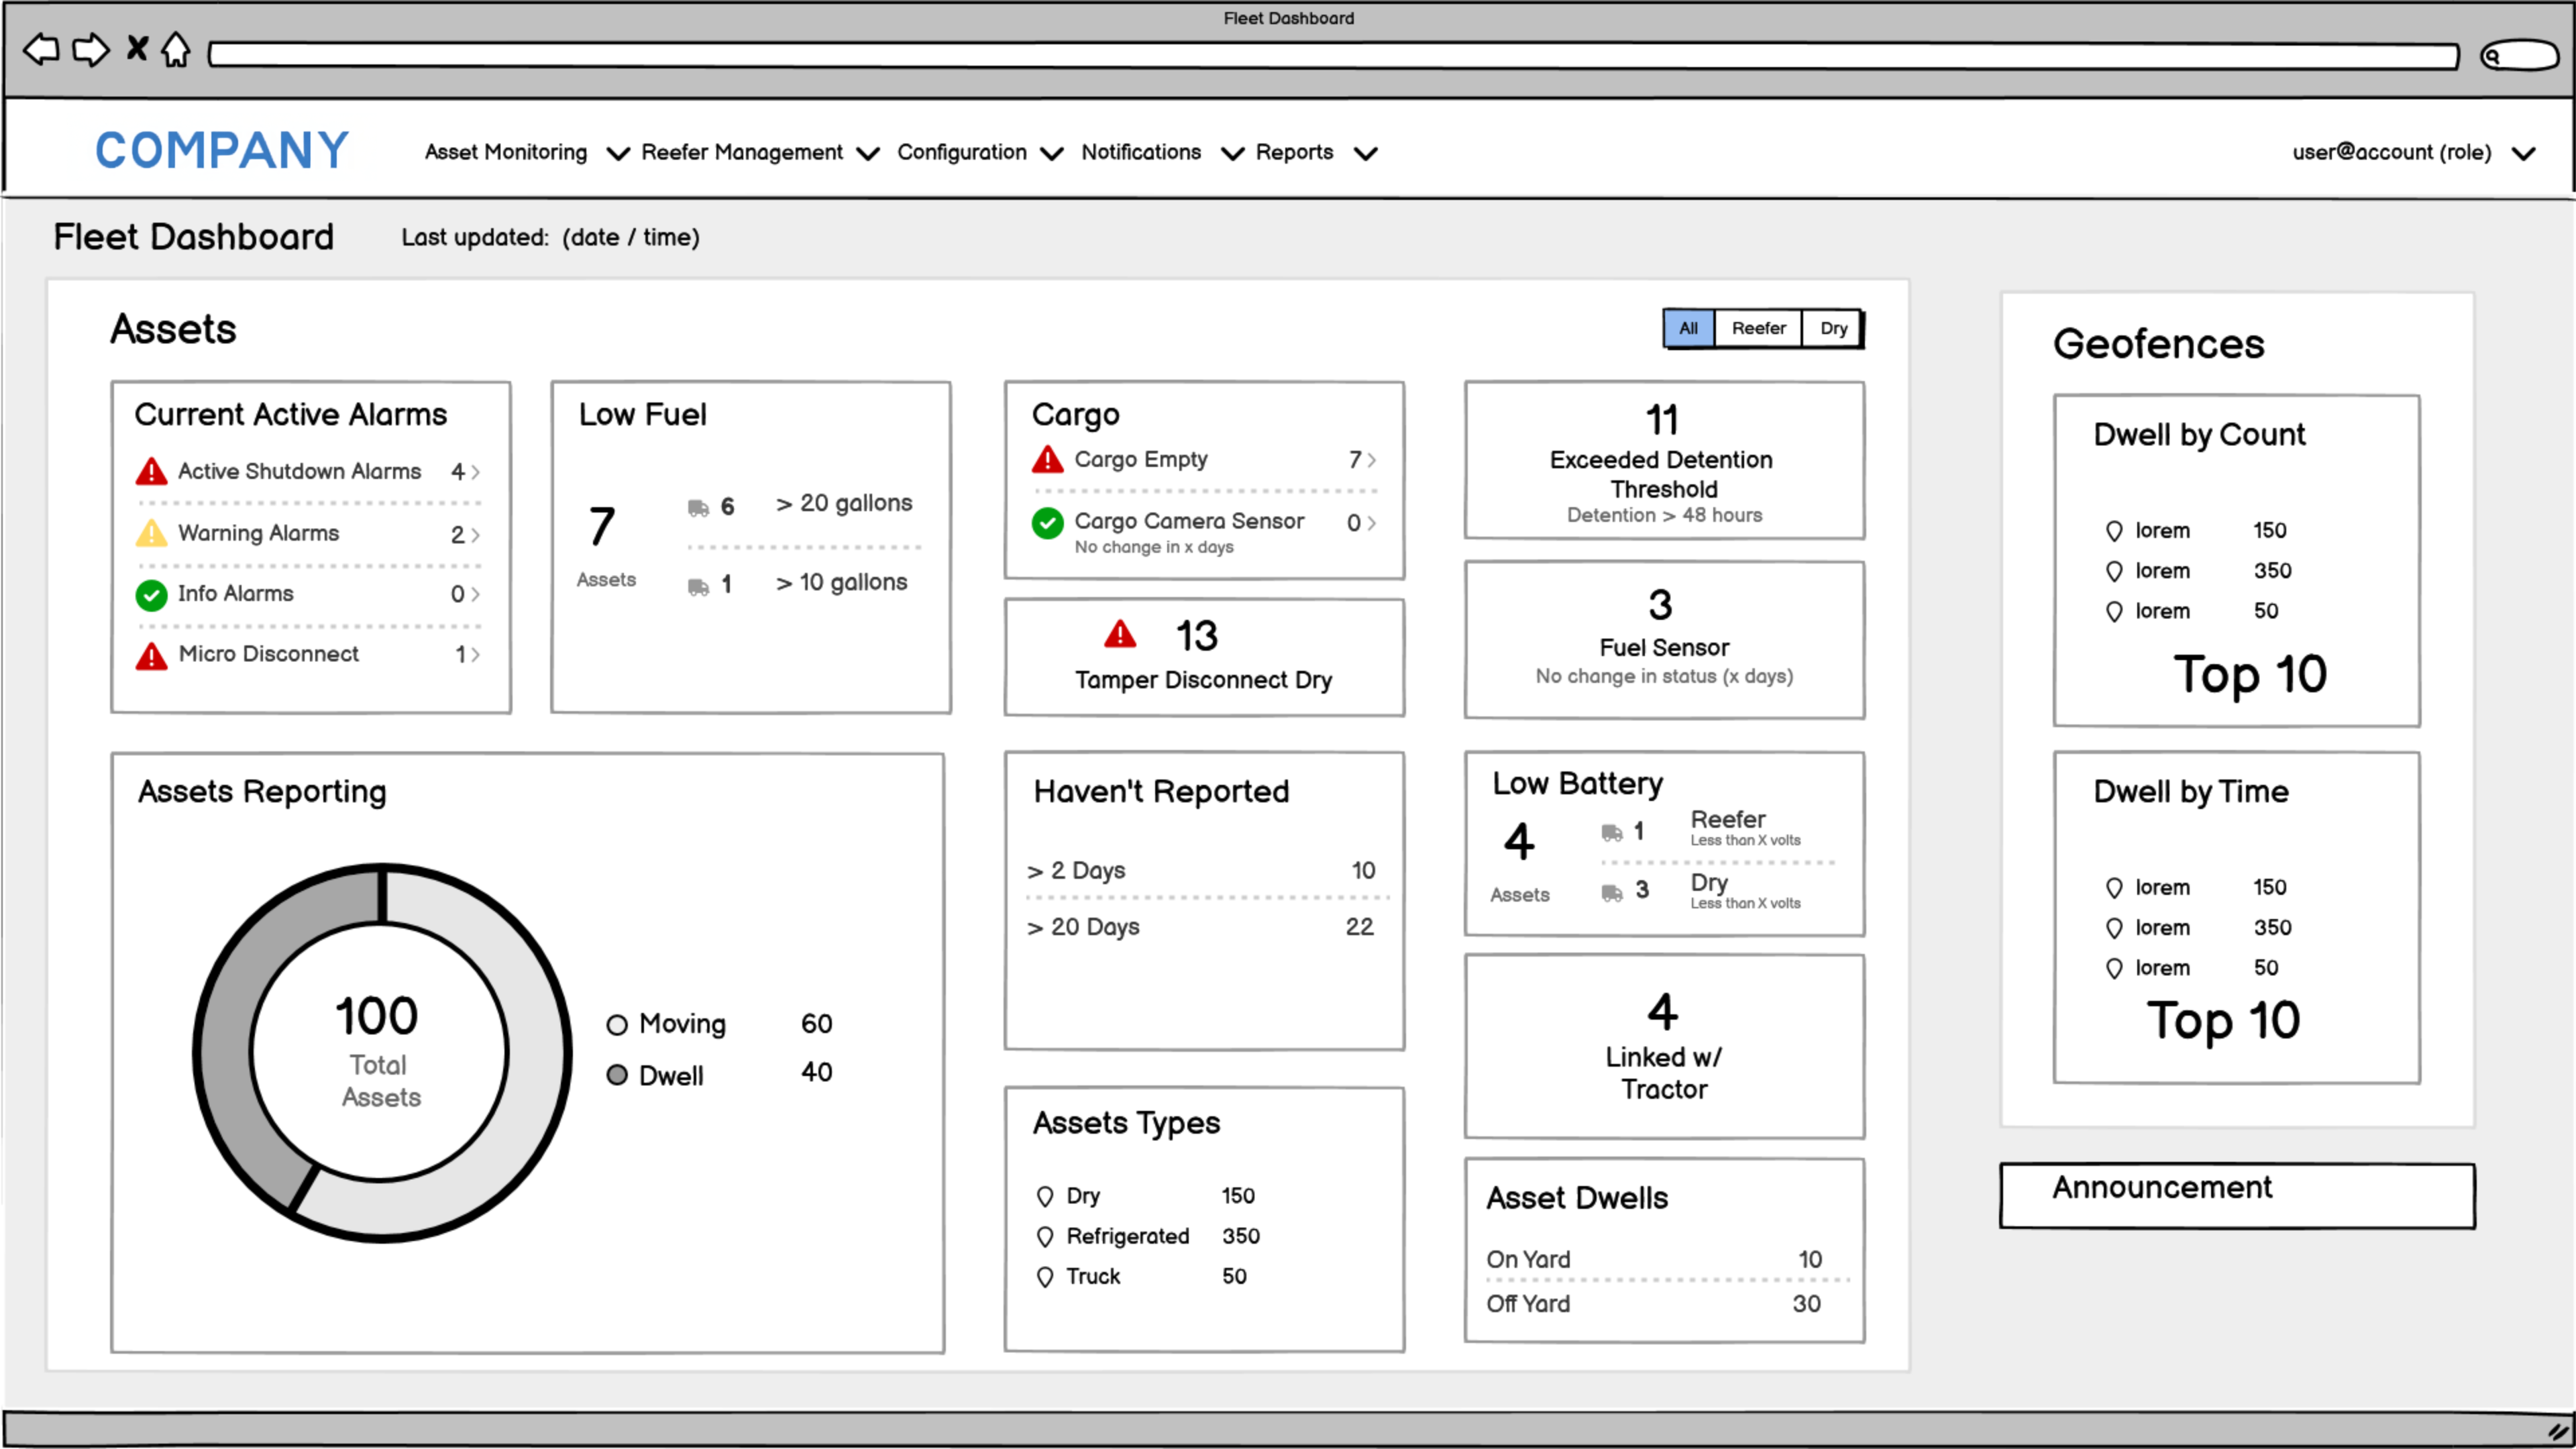 Fleet Dashboard
COMPANY
Asset Monitoring
Reefer Management
Configuration
Notifications
Reports
user@account (role)
Fleet Dashboard
Last updated: (date / time)
Assets
All
Reefer
Dry
Current Active Alarms
Active Shutdown Alarms 4
Warning Alarms 2
Info Alarms 0
Micro Disconnect 1
Low Fuel
7
Assets
6 > 20 gallons
1 > 10 gallons
Cargo
Cargo Empty 7
Cargo Camera Sensor 0
No change in x days
13
Tamper Disconnect Dry
11
Exceeded Detention
Threshold
Detention > 48 hours
3
Fuel Sensor
No change in status (x days)
Assets Reporting
100
Total
Assets
Moving 60
Dwell 40
Haven't Reported
> 2 Days 10
> 20 Days 22
Assets Types
Dry 150
Refrigerated 350
Truck 50
Low Battery
4
Assets
1 Reefer
Less than X volts
3 Dry
Less than X volts
4
Linked w/
Tractor
Asset Dwells
On Yard 10
Off Yard 30
Geofences
Dwell by Count
lorem 150
lorem 350
lorem 50
Top 10
Dwell by Time
lorem 150
lorem 350
lorem 50
Top 10
Announcement